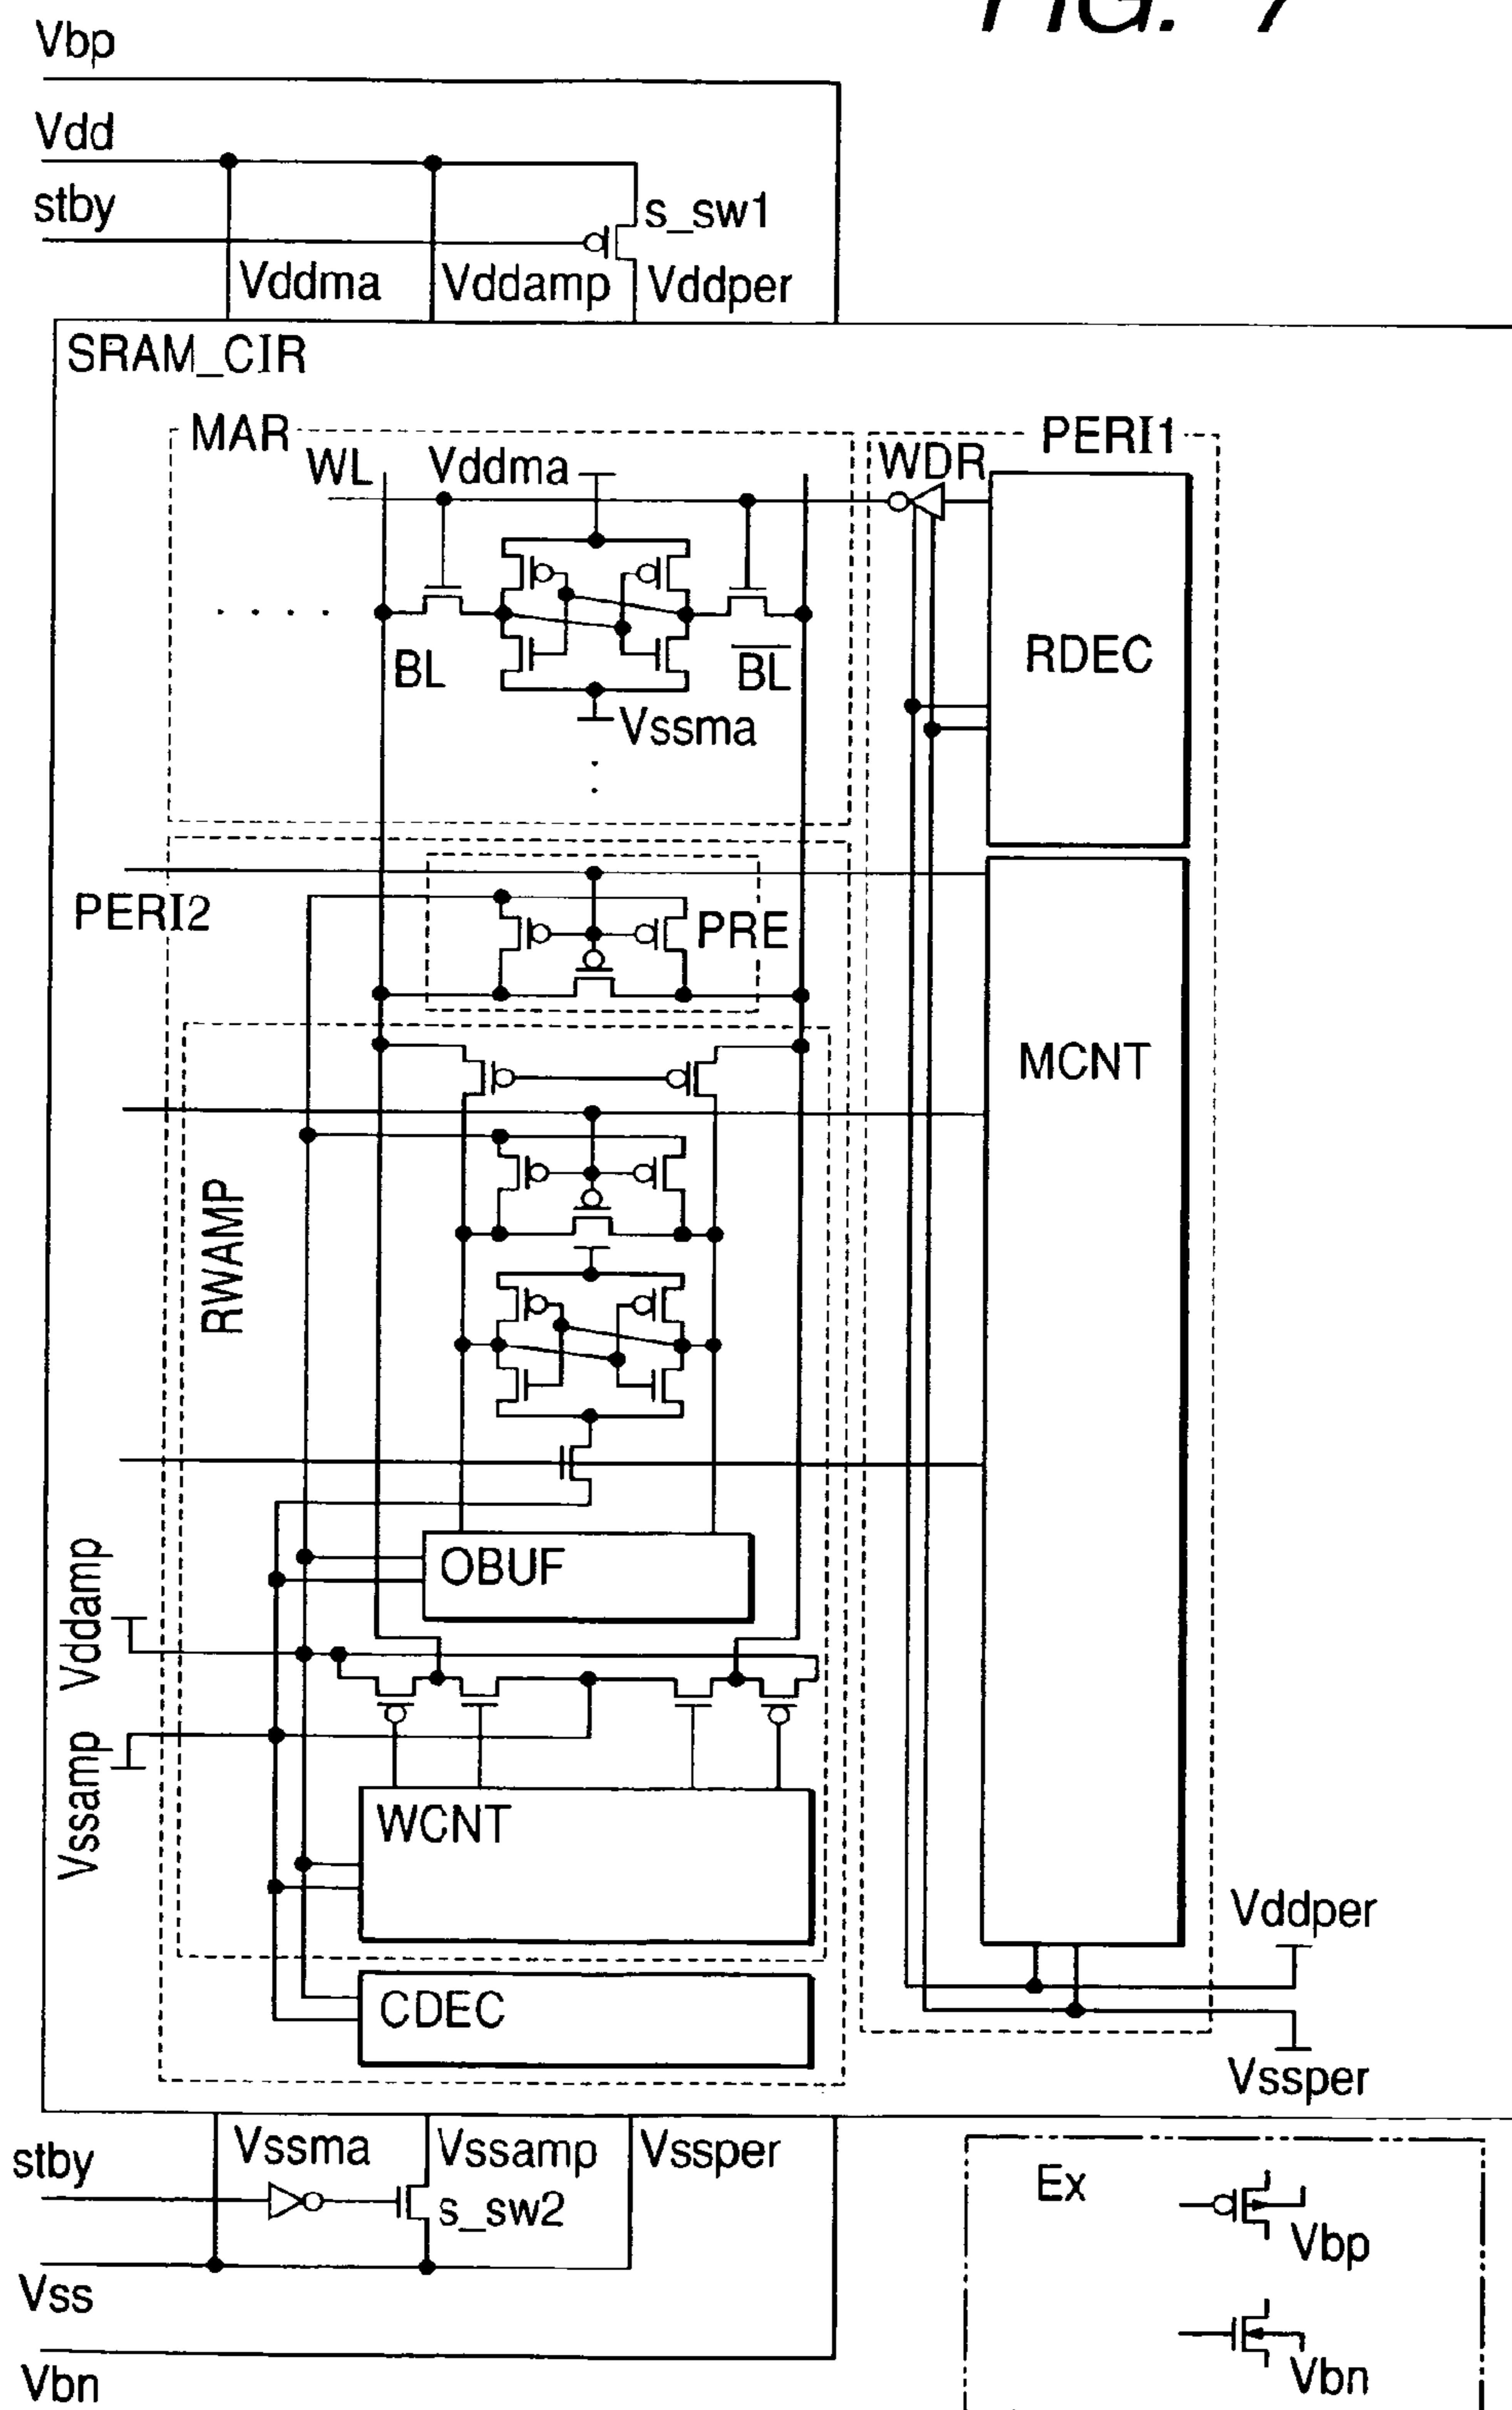 FIG. 7
Vbp
Vdd
stby
s_sw1
Vddma
Vddamp
Vddper
SRAM_CIR
MAR
PERI1
WL
Vddma
WDR
RDEC
BL
BL
Vssma
PERI2
PRE
MCNT
RWAMP
OBUF
Vddamp
Vssamp
WCNT
Vddper
CDEC
Vssper
stby
Vssma
Vssamp
Vssper
s_sw2
Ex
Vbp
Vss
Vbn
Vbn